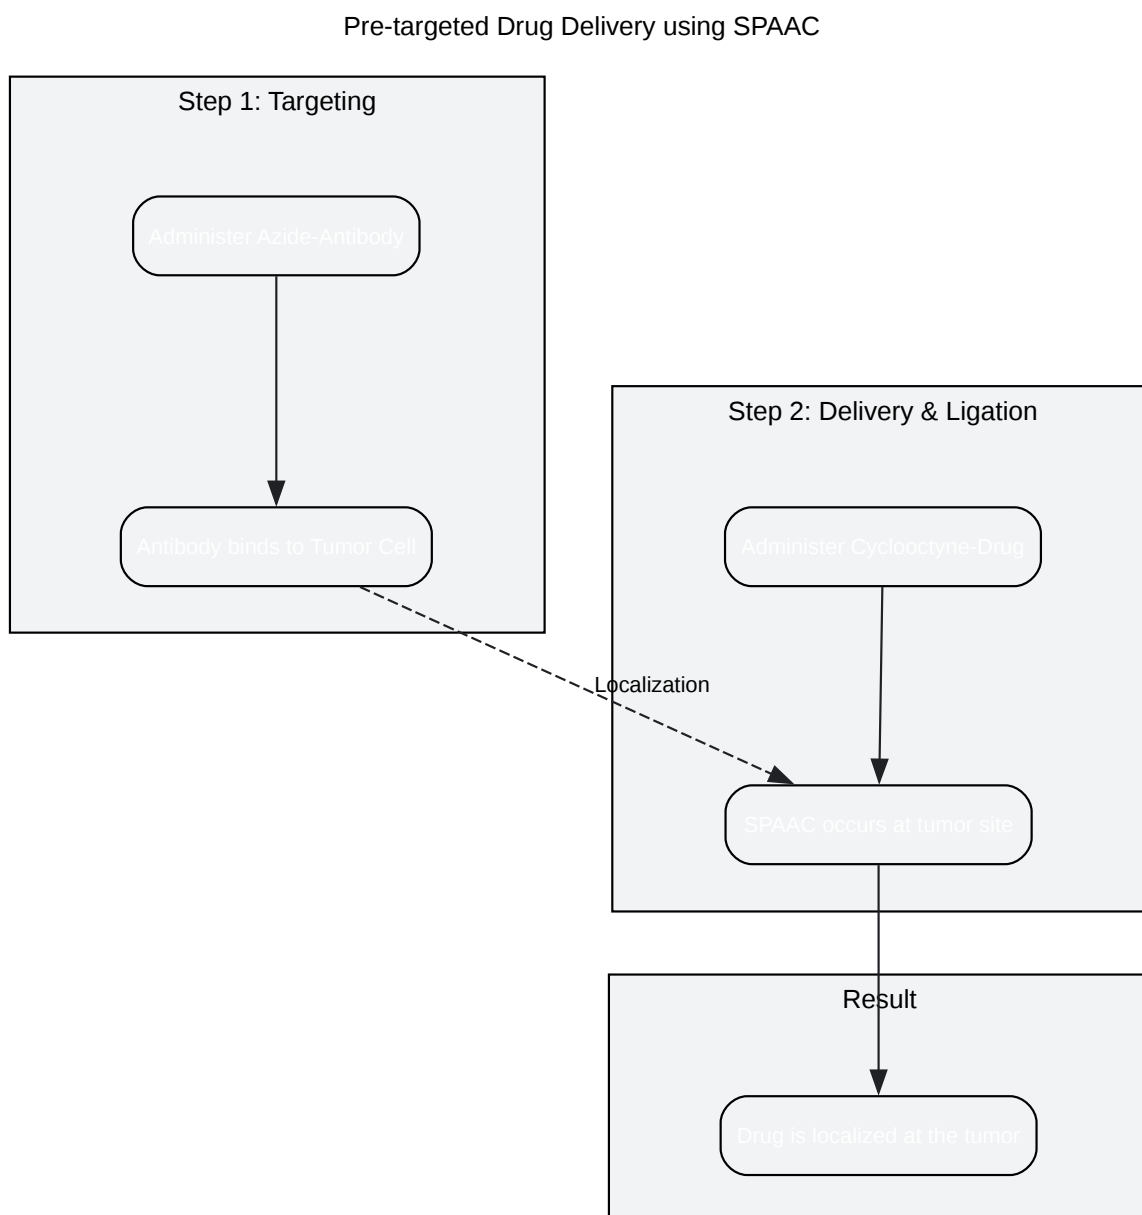 Pre-targeted Drug Delivery using SPAAC
Step 1: Targeting
Administer Azide-Antibody
Antibody binds to Tumor Cell
Localization
Step 2: Delivery & Ligation
Administer Cyclooctyne-Drug
SPAAC occurs at tumor site
Result
Drug is localized at the tumor